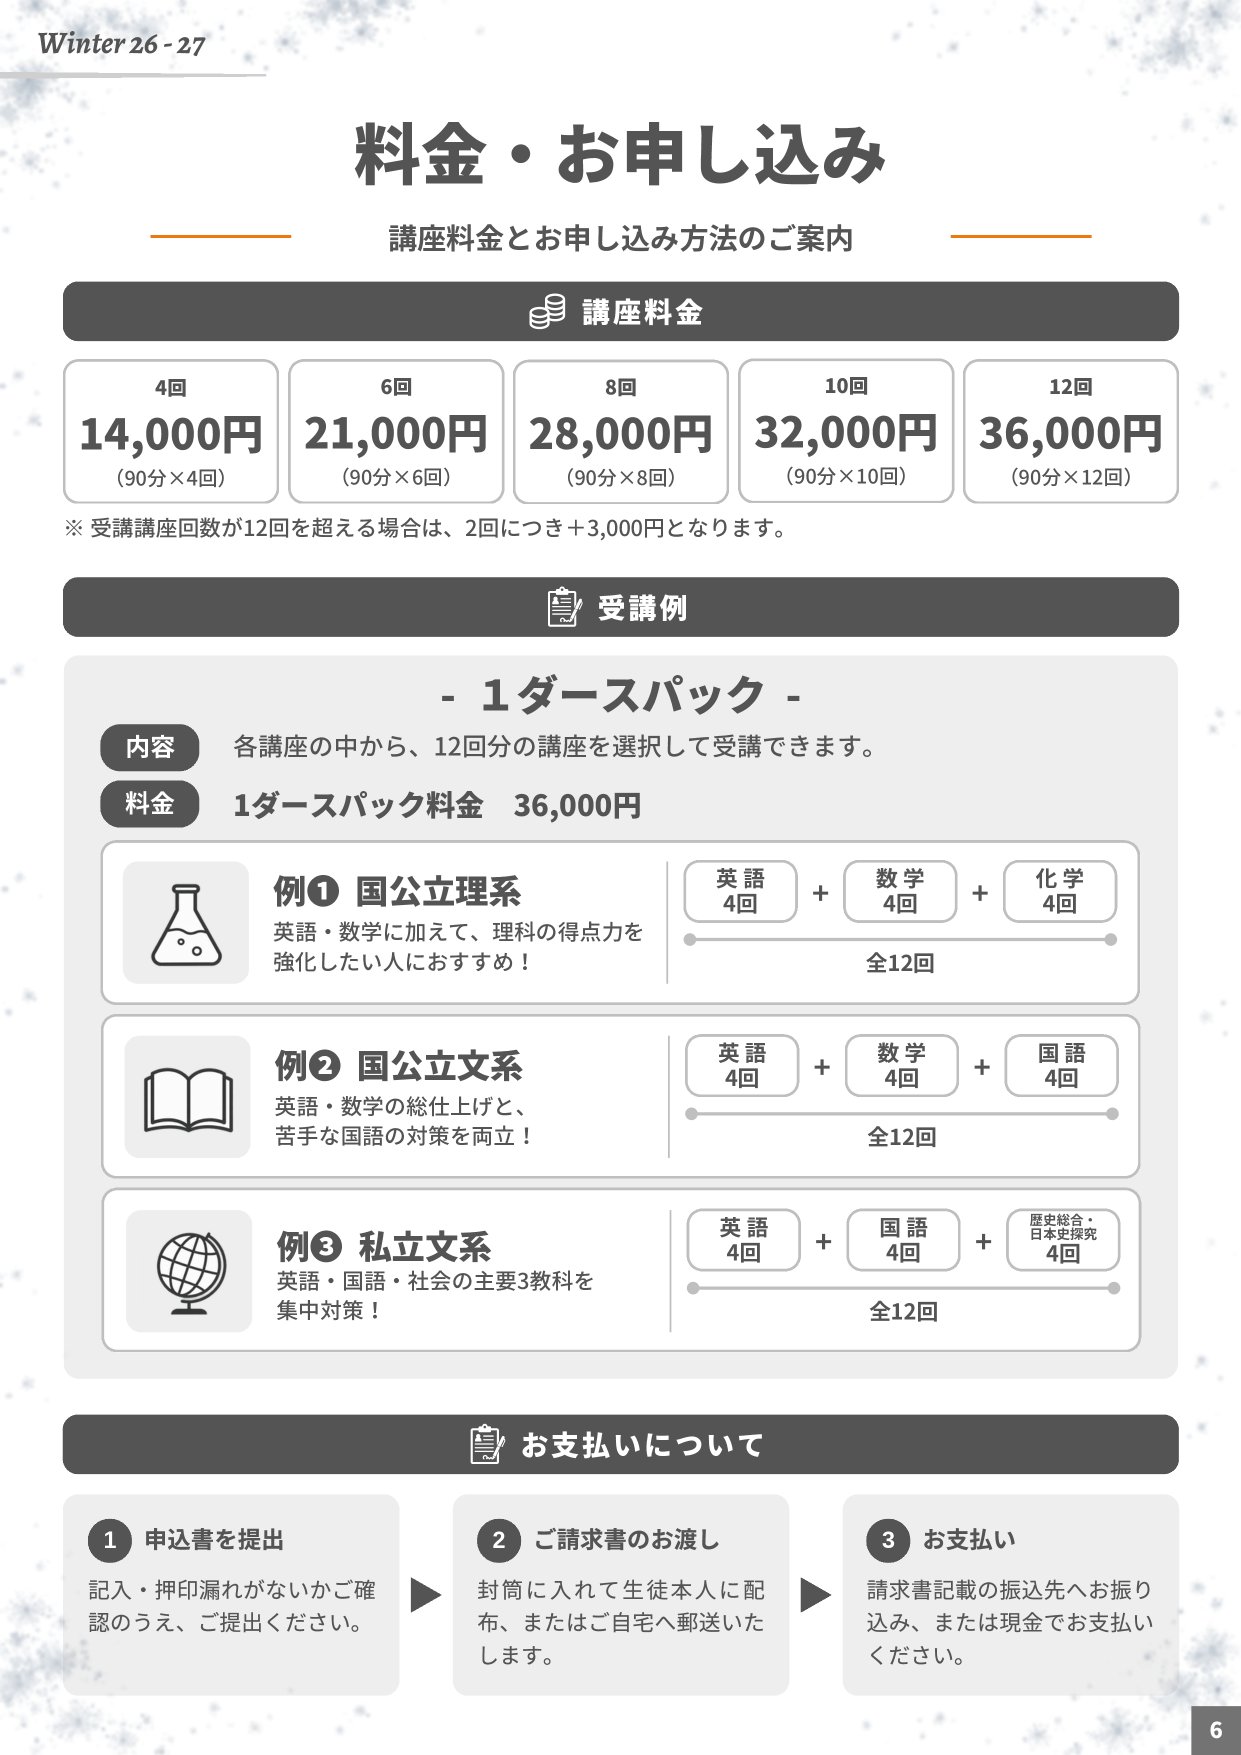 Winter 26 - 27
料金・お申し込み
講座料金とお申し込み方法のご案内
講座料金
4回
14,000円
（90分×4回）
6回
21,000円
（90分×6回）
8回
28,000円
（90分×8回）
10回
32,000円
（90分×10回）
12回
36,000円
（90分×12回）
※ 受講講座回数が12回を超える場合は、2回につき＋3,000円となります。
受講例
- １ダースパック -
内容 各講座の中から、12回分の講座を選択して受講できます。
料金 1ダースパック料金　36,000円
例❶ 国公立理系
英語・数学に加えて、理科の得点力を
強化したい人におすすめ！
英 語
4回
+
数 学
4回
+
化 学
4回
全12回
例❷ 国公立文系
英語・数学の総仕上げと、
苦手な国語の対策を両立！
英 語
4回
+
数 学
4回
+
国 語
4回
全12回
例❸ 私立文系
英語・国語・社会の主要3教科を
集中対策！
英 語
4回
+
国 語
4回
+
歴史総合・
日本史探究
4回
全12回
お支払いについて
1 申込書を提出
記入・押印漏れがないかご確
認のうえ、ご提出ください。
2 ご請求書のお渡し
封筒に入れて生徒本人に配
布、またはご自宅へ郵送いた
します。
3 お支払い
請求書記載の振込先へお振り
込み、または現金でお支払い
ください。
6